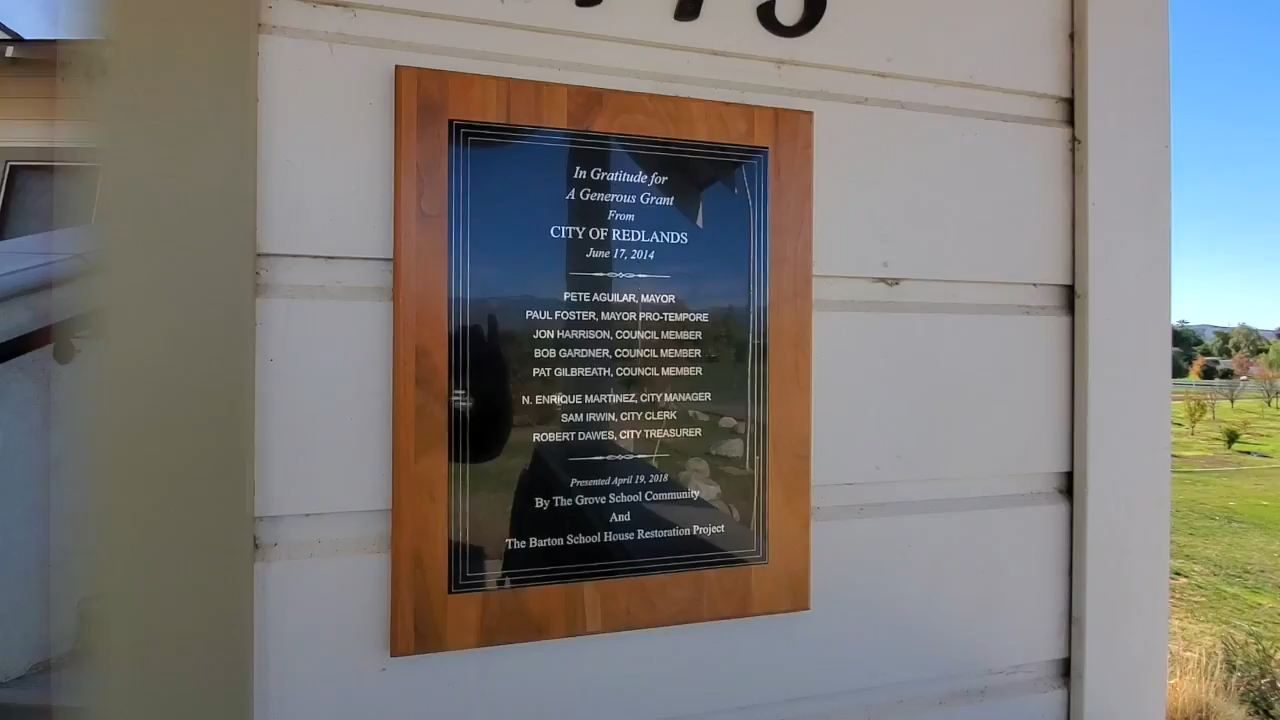 In Gratitude for
A Generous Grant
From
CITY OF REDLANDS
June 17, 2014
PETE AGUILAR, MAYOR
PAUL FOSTER, MAYOR PRO-TEMPORE
JON HARRISON, COUNCIL MEMBER
BOB GARDNER, COUNCIL MEMBER
PAT GILBREATH, COUNCIL MEMBER
N. ENRIQUE MARTINEZ, CITY MANAGER
SAM IRWIN, CITY CLERK
ROBERT DAWES, CITY TREASURER
Presented April 19, 2018
By The Grove School Community
And
The Barton School House Restoration Project